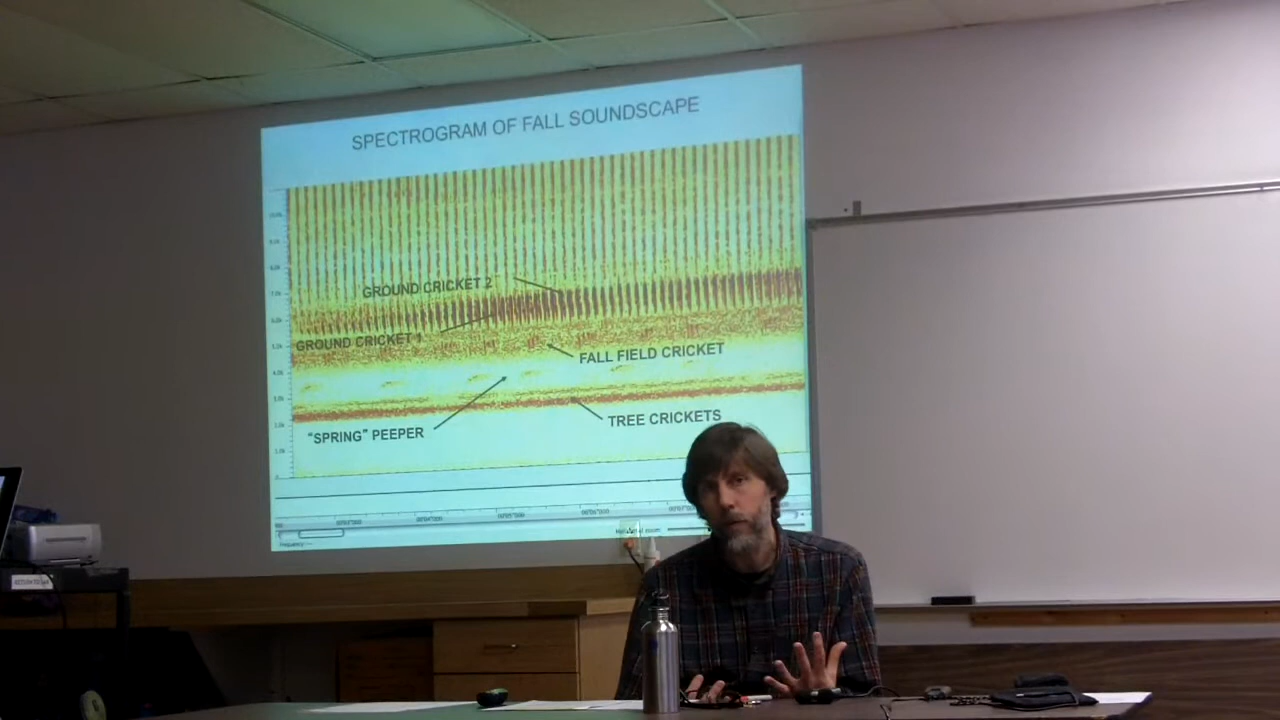 SPECTROGRAM OF FALL SOUNDSCAPE
GROUND CRICKET 2
GROUND CRICKET 1
FALL FIELD CRICKET
"SPRING" PEEPER
TREE CRICKETS